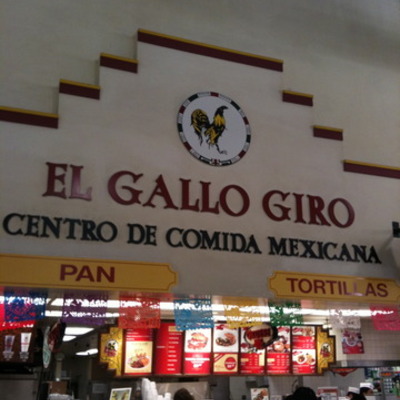 EL GALLO GIRO
CENTRO DE COMIDA MEXICANA
PAN
TORTILLAS